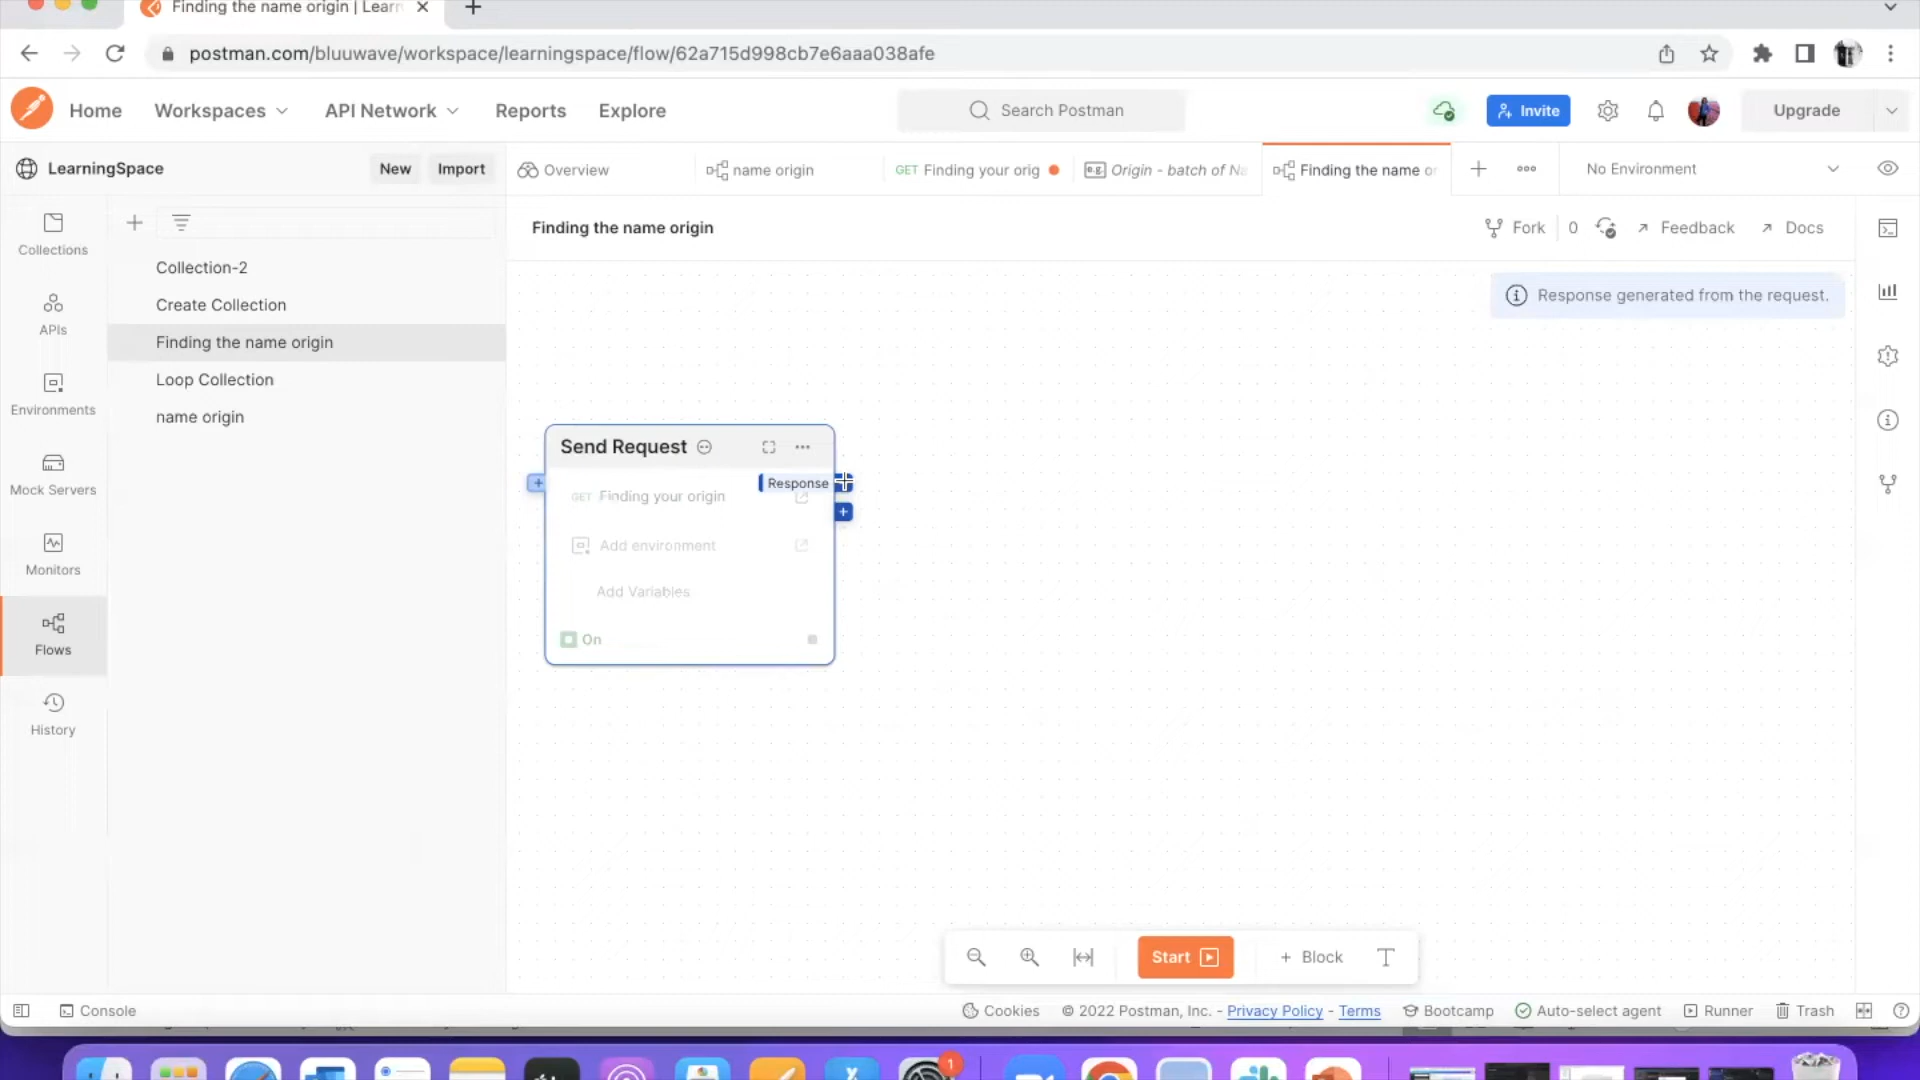 Finding the name origin | Learn
postman.com/bluuwave/workspace/learningspace/flow/62a715d998cb7e6aaa038afe
Home
Workspaces
API Network
Reports
Explore
Search Postman
Invite
Upgrade
LearningSpace
New
Import
Overview
name origin
GET Finding your orig
e.g. Origin - batch of Na
Finding the name or
No Environment
Collections
APIs
Environments
Mock Servers
Monitors
Flows
History
Collection-2
Create Collection
Finding the name origin
Loop Collection
name origin
Finding the name origin
Fork
0
Feedback
Docs
Response generated from the request.
Send Request
Response
GET Finding your origin
Add environment
Add Variables
On
Start
+ Block
Console
Cookies
© 2022 Postman, Inc. - Privacy Policy - Terms
Bootcamp
Auto-select agent
Runner
Trash
1